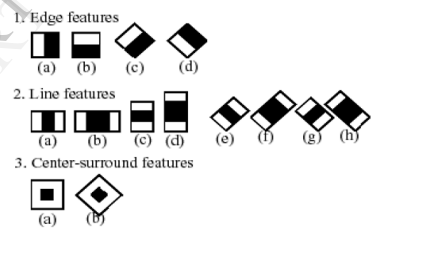 1. Edge features
(a) (b) (c) (d)
2. Line features
(a) (b) (c) (d) (e) (f) (g) (h)
3. Center-surround features
(a) (b)